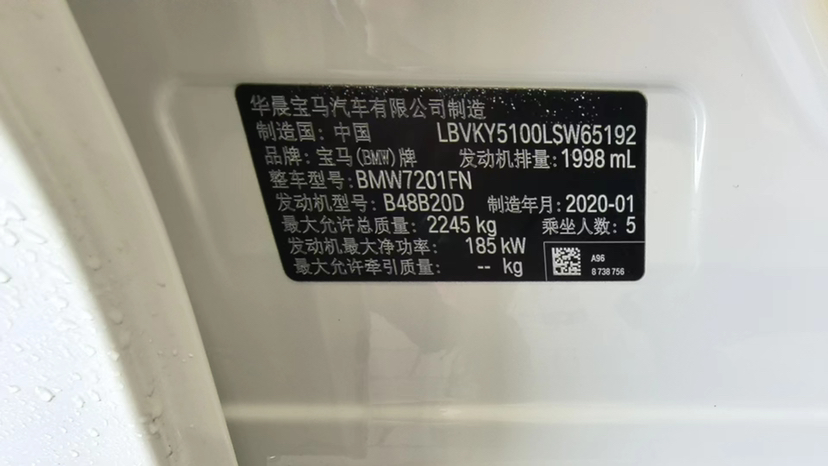 华晨宝马汽车有限公司制造
制造国: 中国 LBVKY5100LSW65192
品牌: 宝马(BMW)牌 发动机排量: 1998 mL
整车型号: BMW7201FN
发动机型号: B48B20D 制造年月: 2020-01
最大允许总质量: 2245 kg 乘坐人数: 5
发动机最大净功率: 185 kW
最大允许牵引质量: -- kg
A96
8 738 756